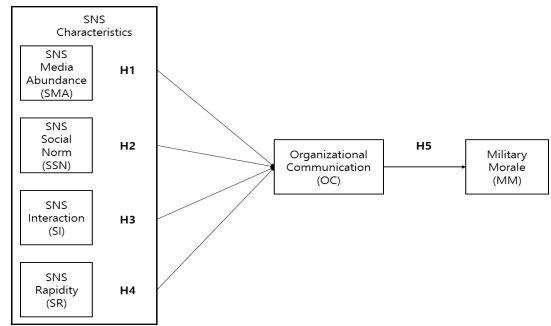 SNS
Characteristics
SNS
Media
Abundance
(SMA)
H1
SNS
Social
Norm
(SSN)
H2
SNS
Interaction
(SI)
H3
SNS
Rapidity
(SR)
H4
Organizational
Communication
(OC)
H5
Military
Morale
(MM)